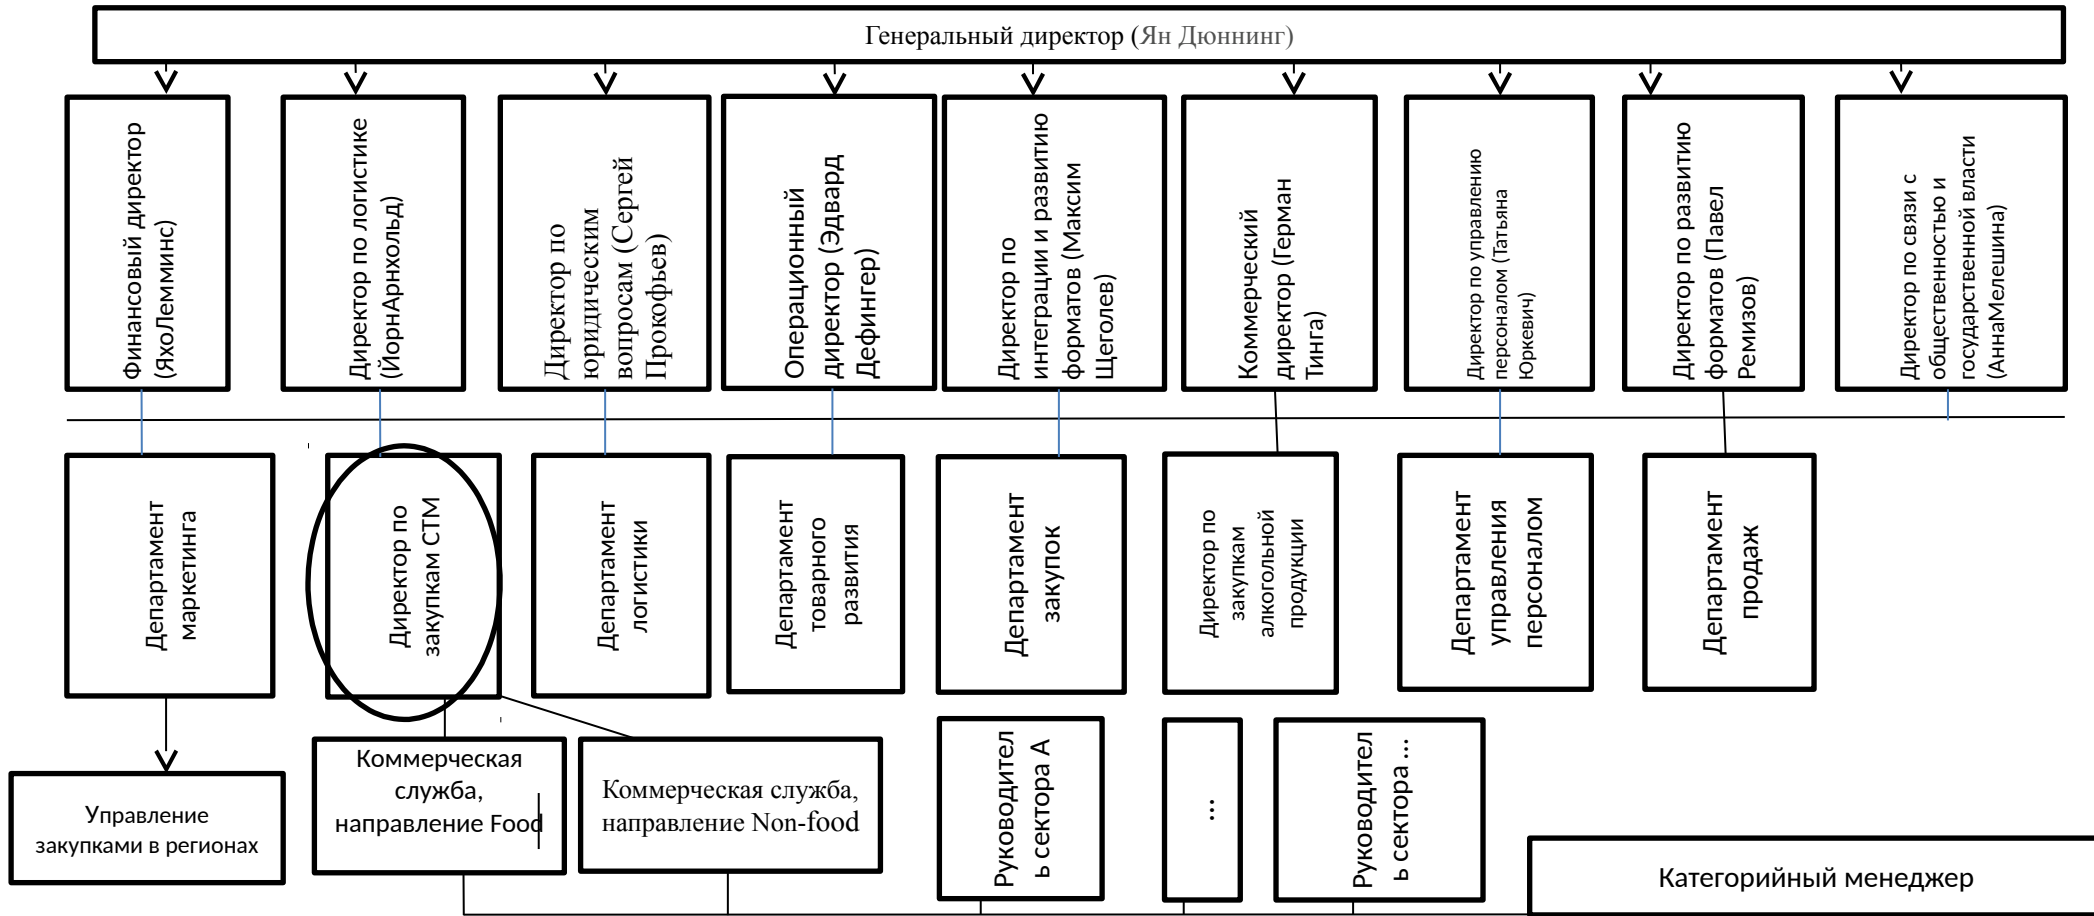 Генеральный директор (Ян Дюннинг)
Финансовый директор
(ЯхоЛемминс)
Директор по логистике
(ЙорнАрнхольд)
Директор по
юридическим
вопросам (Сергей
Прокофьев)
Операционный
директор (Эдвард
Дефингер)
Директор по
интеграции и развитию
форматов (Максим
Щеголев)
Коммерческий
директор (Герман
Тинга)
Директор по управлению
персоналом (Татьяна
Юркевич)
Директор по развитию
форматов (Павел
Ремизов)
Директор по связи с
общественностью и
государственной власти
(АннаМелешина)
Департамент
маркетинга
Директор по
закупкам СТМ
Департамент
логистики
Департамент
товарного
развития
Департамент
закупок
Директор по
закупкам
алкогольной
продукции
Департамент
управления
персоналом
Департамент
продаж
Управление
закупками в регионах
Коммерческая
служба,
направление Food
Коммерческая служба,
направление Non-food
Руководител
ь сектора А
...
Руководител
ь сектора ...
Категорийный менеджер